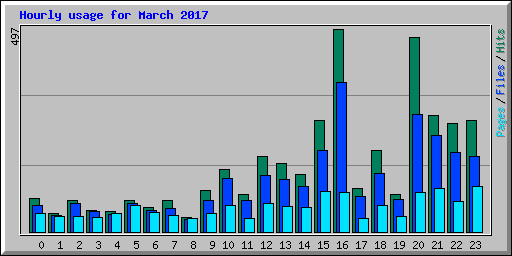 Hourly usage for March 2017
497
Pages / Files / Hits
0 1 2 3 4 5 6 7 8 9 10 11 12 13 14 15 16 17 18 19 20 21 22 23